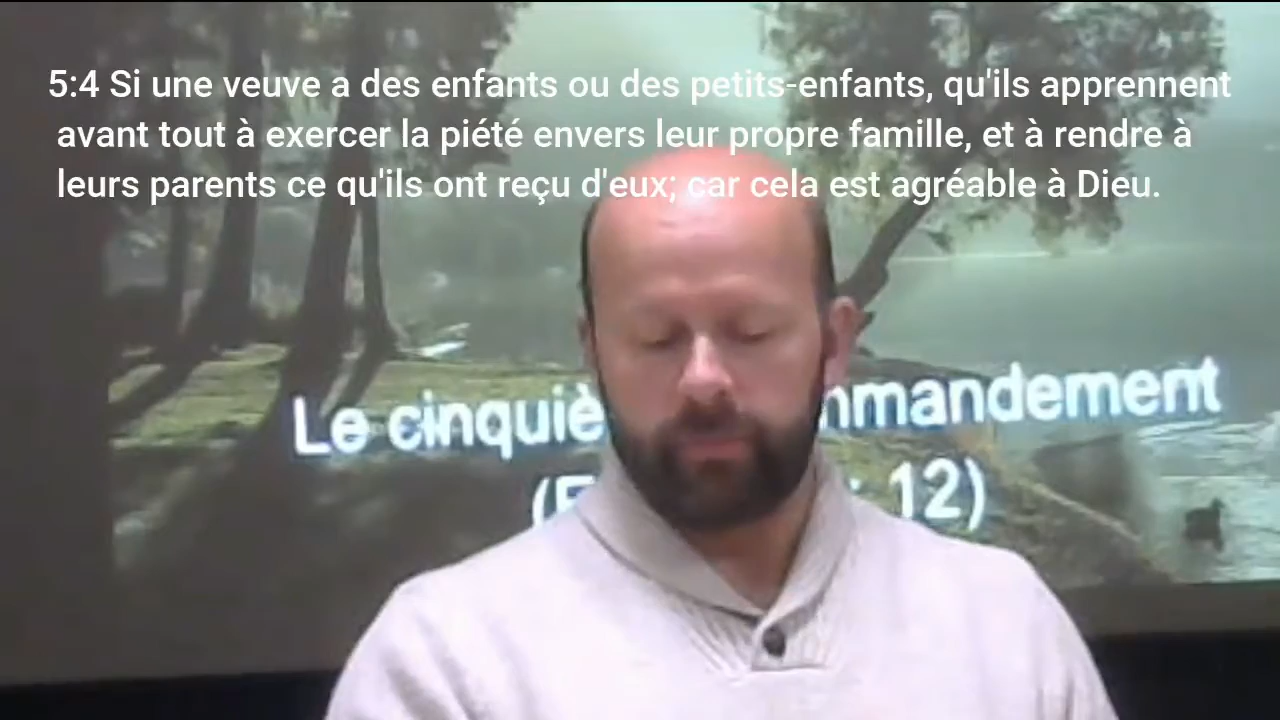 5:4 Si une veuve a des enfants ou des petits-enfants, qu'ils apprennent
avant tout à exercer la piété envers leur propre famille, et à rendre à
leurs parents ce qu'ils ont reçu d'eux; car cela est agréable à Dieu.
Le
12)